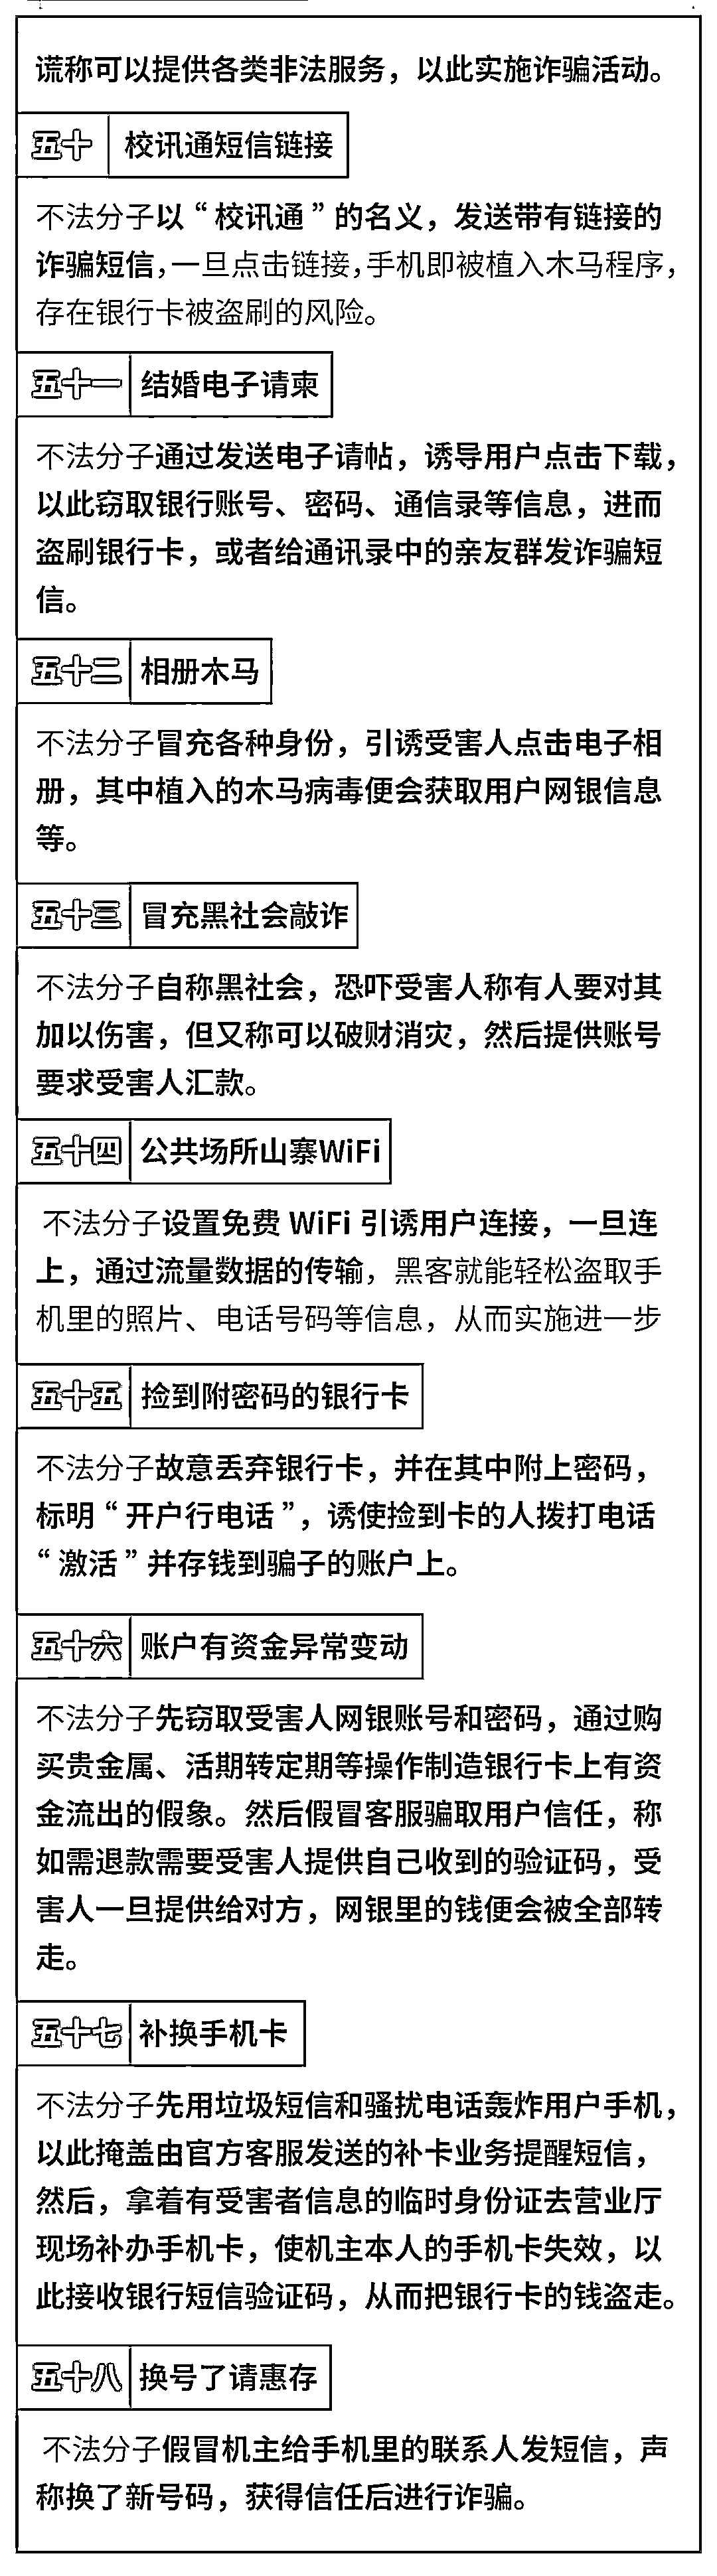 谎称可以提供各类非法服务，以此实施诈骗活动。
五十 校讯通短信链接
不法分子以“校讯通”的名义，发送带有链接的
诈骗短信，一旦点击链接，手机即被植入木马程序，
存在银行卡被盗刷的风险。
五十一 结婚电子请柬
不法分子通过发送电子请帖，诱导用户点击下载，
以此窃取银行账号、密码、通信录等信息，进而
盗刷银行卡，或者给通讯录中的亲友群发诈骗短
信。
五十二 相册木马
不法分子冒充各种身份，引诱受害人点击电子相
册，其中植入的木马病毒便会获取用户网银信息
等。
五十三 冒充黑社会敲诈
不法分子自称黑社会，恐吓受害人称有人要对其
加以伤害，但又称可以破财消灾，然后提供账号
要求受害人汇款。
五十四 公共场所山寨WiFi
不法分子设置免费 WiFi 引诱用户连接，一旦连
上，通过流量数据的传输，黑客就能轻松盗取手
机里的照片、电话号码等信息，从而实施进一步
五十五 捡到附密码的银行卡
不法分子故意丢弃银行卡，并在其中附上密码，
标明“开户行电话”，诱使捡到卡的人拨打电话
“激活”并存钱到骗子的账户上。
五十六 账户有资金异常变动
不法分子先窃取受害人网银账号和密码，通过购
买贵金属、活期转定期等操作制造银行卡上有资
金流出的假象。然后假冒客服骗取用户信任，称
如需退款需要受害人提供自己收到的验证码，受
害人一旦提供给对方，网银里的钱便会被全部转
走。
五十七 补换手机卡
不法分子先用垃圾短信和骚扰电话轰炸用户手机，
以此掩盖由官方客服发送的补卡业务提醒短信，
然后，拿着有受害者信息的临时身份证去营业厅
现场补办手机卡，使机主本人的手机卡失效，以
此接收银行短信验证码，从而把银行卡的钱盗走。
五十八 换号了请惠存
不法分子假冒机主给手机里的联系人发短信，声
称换了新号码，获得信任后进行诈骗。